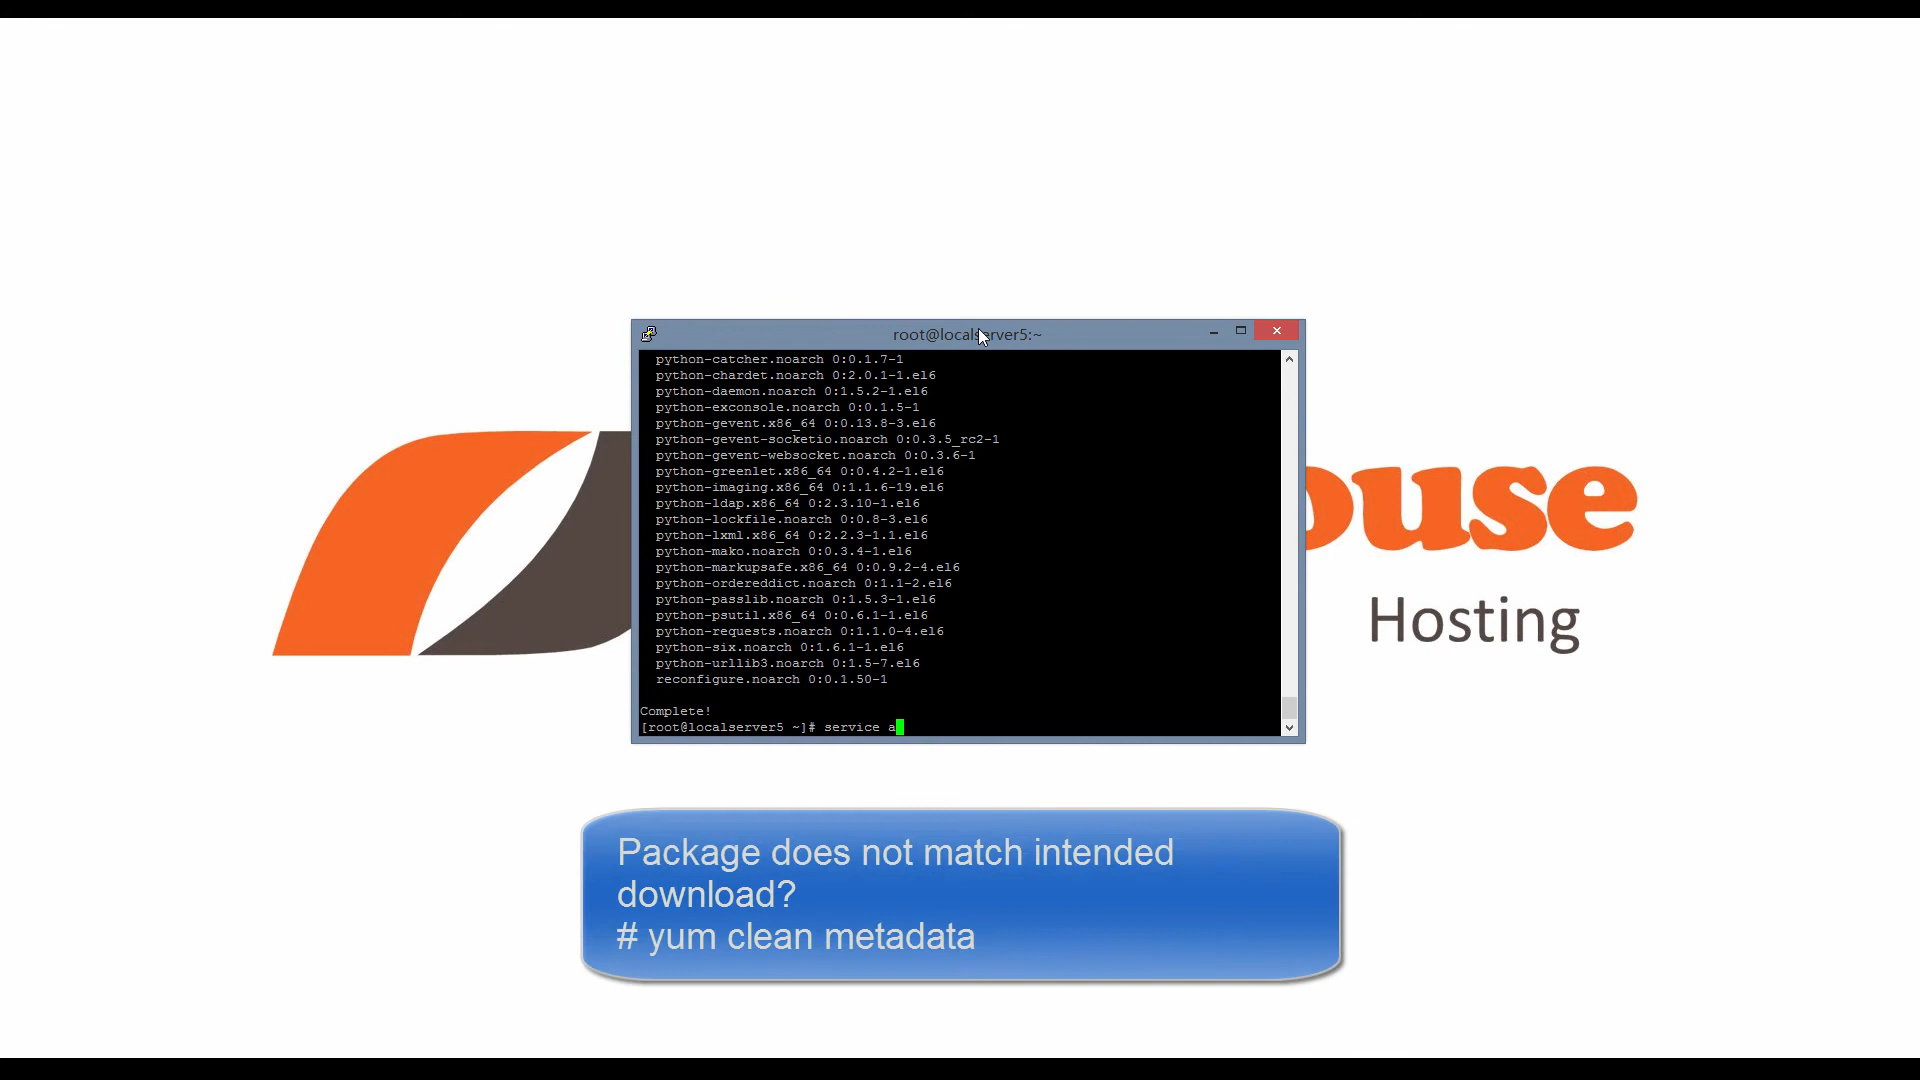 root@localserver5:~
python-catcher.noarch 0:0.1.7-1
python-chardet.noarch 0:2.0.1-1.el6
python-daemon.noarch 0:1.5.2-1.el6
python-exconsole.noarch 0:0.1.5-1
python-gevent.x86_64 0:0.13.8-3.el6
python-gevent-socketio.noarch 0:0.3.5_rc2-1
python-gevent-websocket.noarch 0:0.3.6-1
python-greenlet.x86_64 0:0.4.2-1.el6
python-imaging.x86_64 0:1.1.6-19.el6
python-ldap.x86_64 0:2.3.10-1.el6
python-lockfile.noarch 0:0.8-3.el6
python-lxml.x86_64 0:2.2.3-1.1.el6
python-mako.noarch 0:0.3.4-1.el6
python-markupsafe.x86_64 0:0.9.2-4.el6
python-ordereddict.noarch 0:1.1-2.el6
python-passlib.noarch 0:1.5.3-1.el6
python-psutil.x86_64 0:0.6.1-1.el6
python-requests.noarch 0:1.1.0-4.el6
python-six.noarch 0:1.6.1-1.el6
python-urllib3.noarch 0:1.5-7.el6
reconfigure.noarch 0:0.1.50-1
Complete!
[root@localserver5 ~]# service a
ouse
Hosting
Package does not match intended
download?
# yum clean metadata